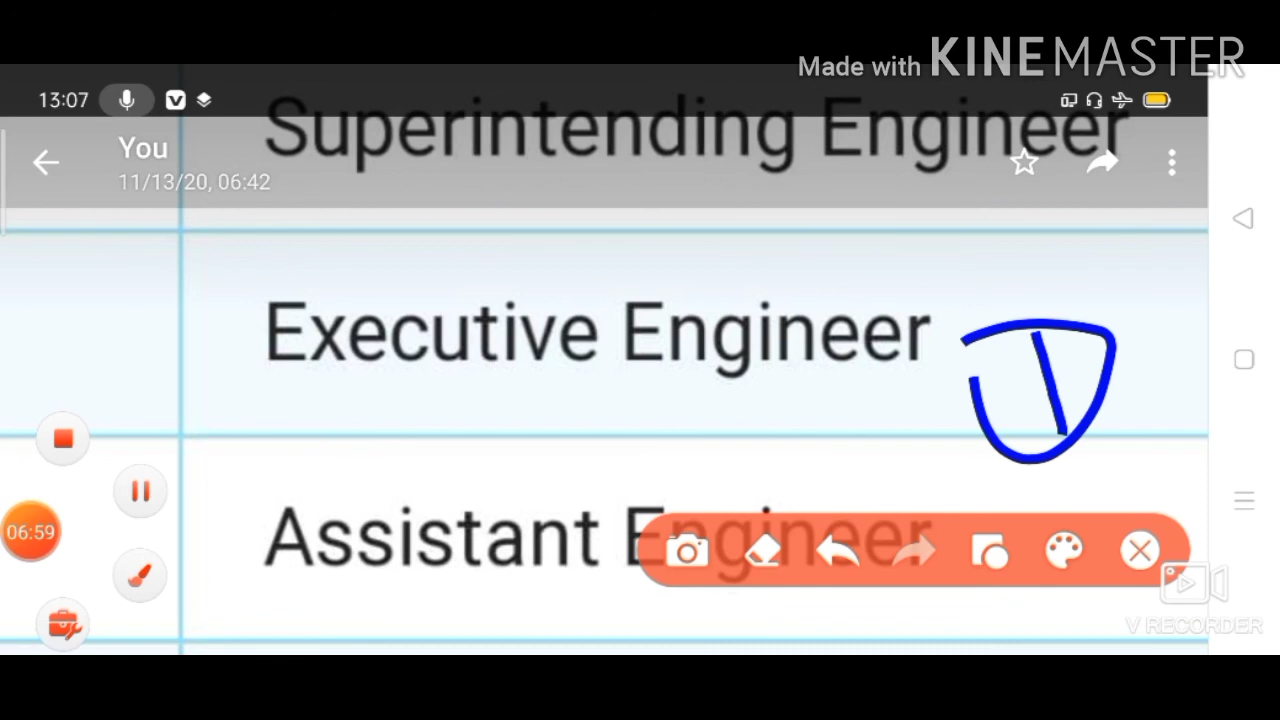 Made with KINEMASTER
13:07
Superintending Engineer
You
11/13/20, 06:42
Executive Engineer
1
Assistant Engineer
06:59
V RECORDER